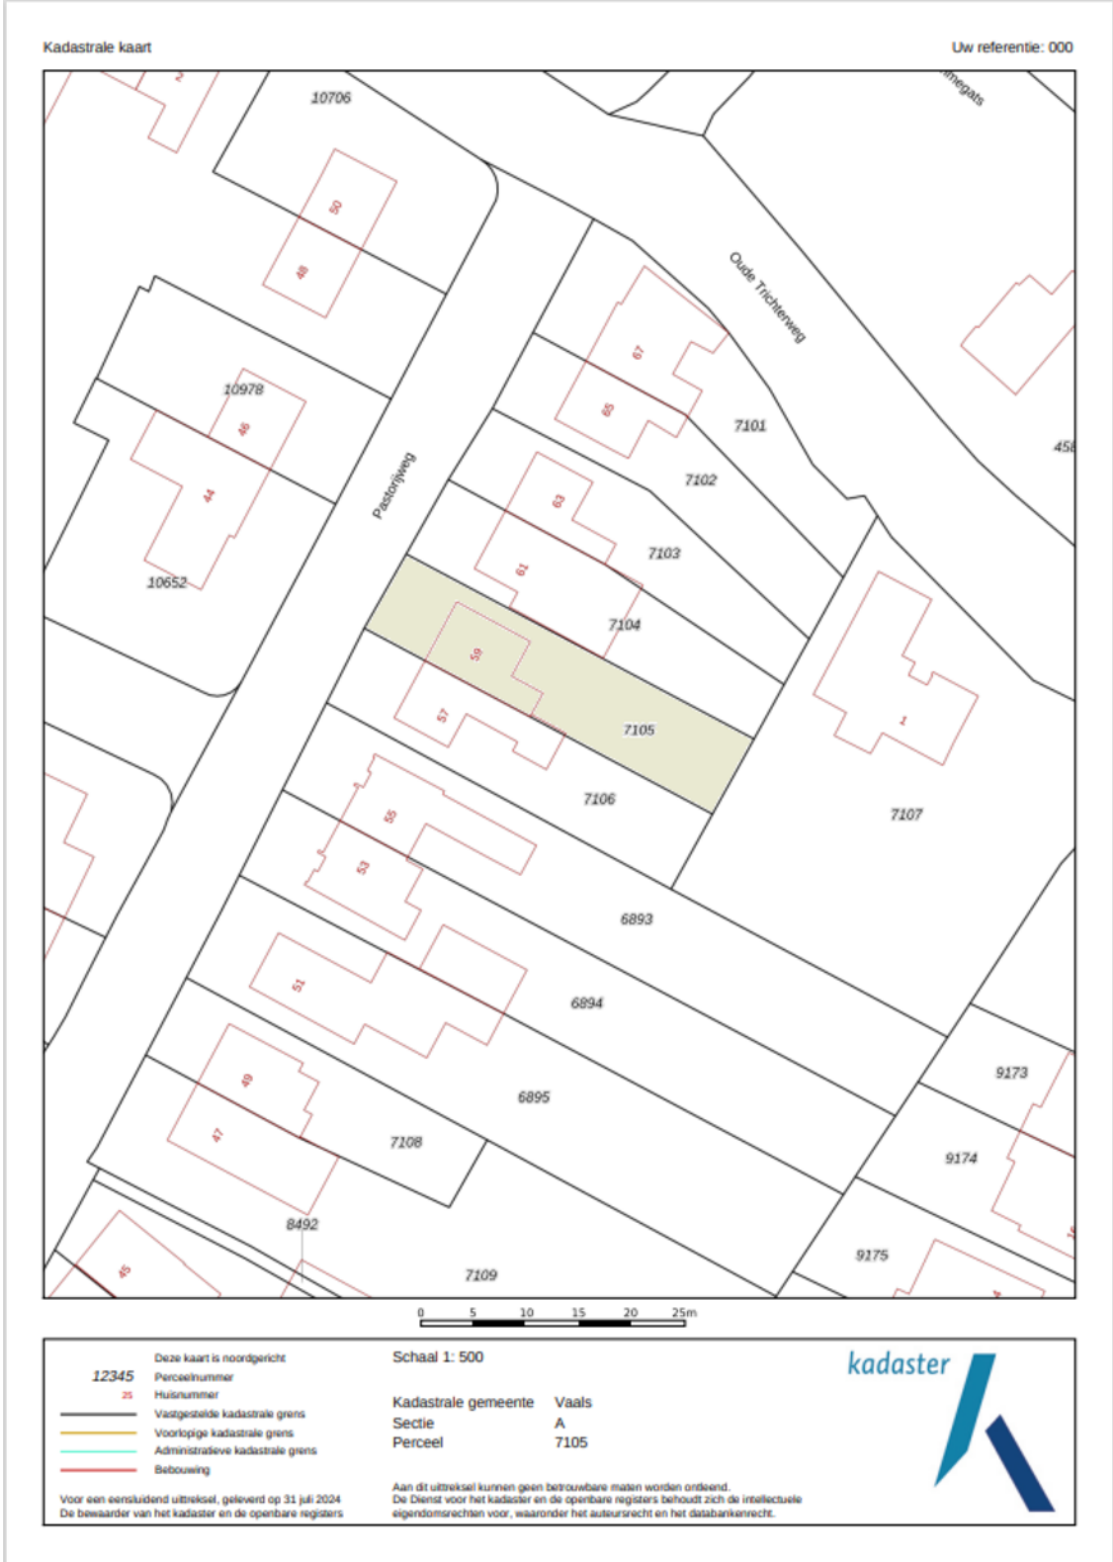 Kadastrale kaart
Uw referentie: 000
2
10706
50
48
Oude Trichterweg
10978
46
44
10652
Pastorijweg
67
65
7101
7102
63
7103
61
7104
59
7105
57
7106
1
7107
55
53
6893
51
6894
6895
49
47
7108
9173
9174
9175
8492
45
7109
4
0 5 10 15 20 25m
Deze kaart is noordgericht
12345 Perceelnummer
25 Huisnummer
Vastgestelde kadastrale grens
Voorlopige kadastrale grens
Administratieve kadastrale grens
Bebouwing
Voor een eensluidend uittreksel, geleverd op 31 juli 2024
De bewaarder van het kadaster en de openbare registers
Schaal 1: 500
Kadastrale gemeente Vaals
Sectie A
Perceel 7105
Aan dit uittreksel kunnen geen betrouwbare maten worden ontleend.
De Dienst voor het kadaster en de openbare registers behoudt zich de intellectuele
eigendomsrechten voor, waaronder het auteursrecht en het databankenrecht.
kadaster